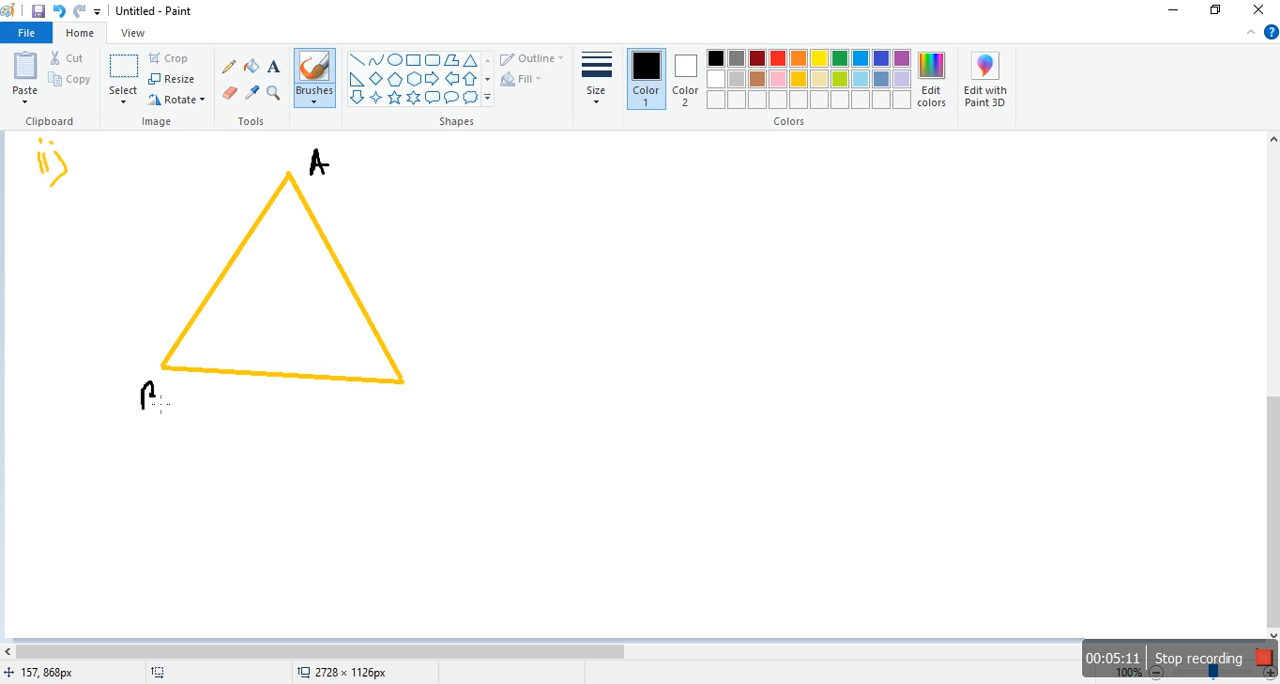 Untitled - Paint
File Home View
Paste
Cut
Copy
Clipboard
Select
Crop
Resize
Rotate
Image
Tools
Brushes
Shapes
Outline
Fill
Size
Color 1
Color 2
Colors
Edit colors
Edit with Paint 3D
ii)
A
157, 868px
2728 × 1126px
00:05:11 Stop recording
100%